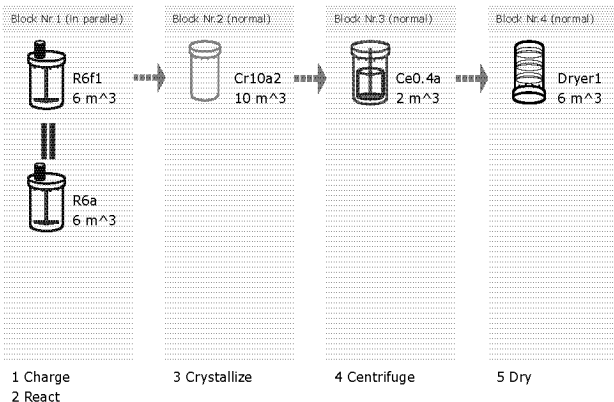 Block Nr.1 (in parallel)
Block Nr.2 (normal)
Block Nr.3 (normal)
Block Nr.4 (normal)
R6f1
6 m^3
Cr10a2
10 m^3
Ce0.4a
2 m^3
Dryer1
6 m^3
R6a
6 m^3
1 Charge
2 React
3 Crystallize
4 Centrifuge
5 Dry